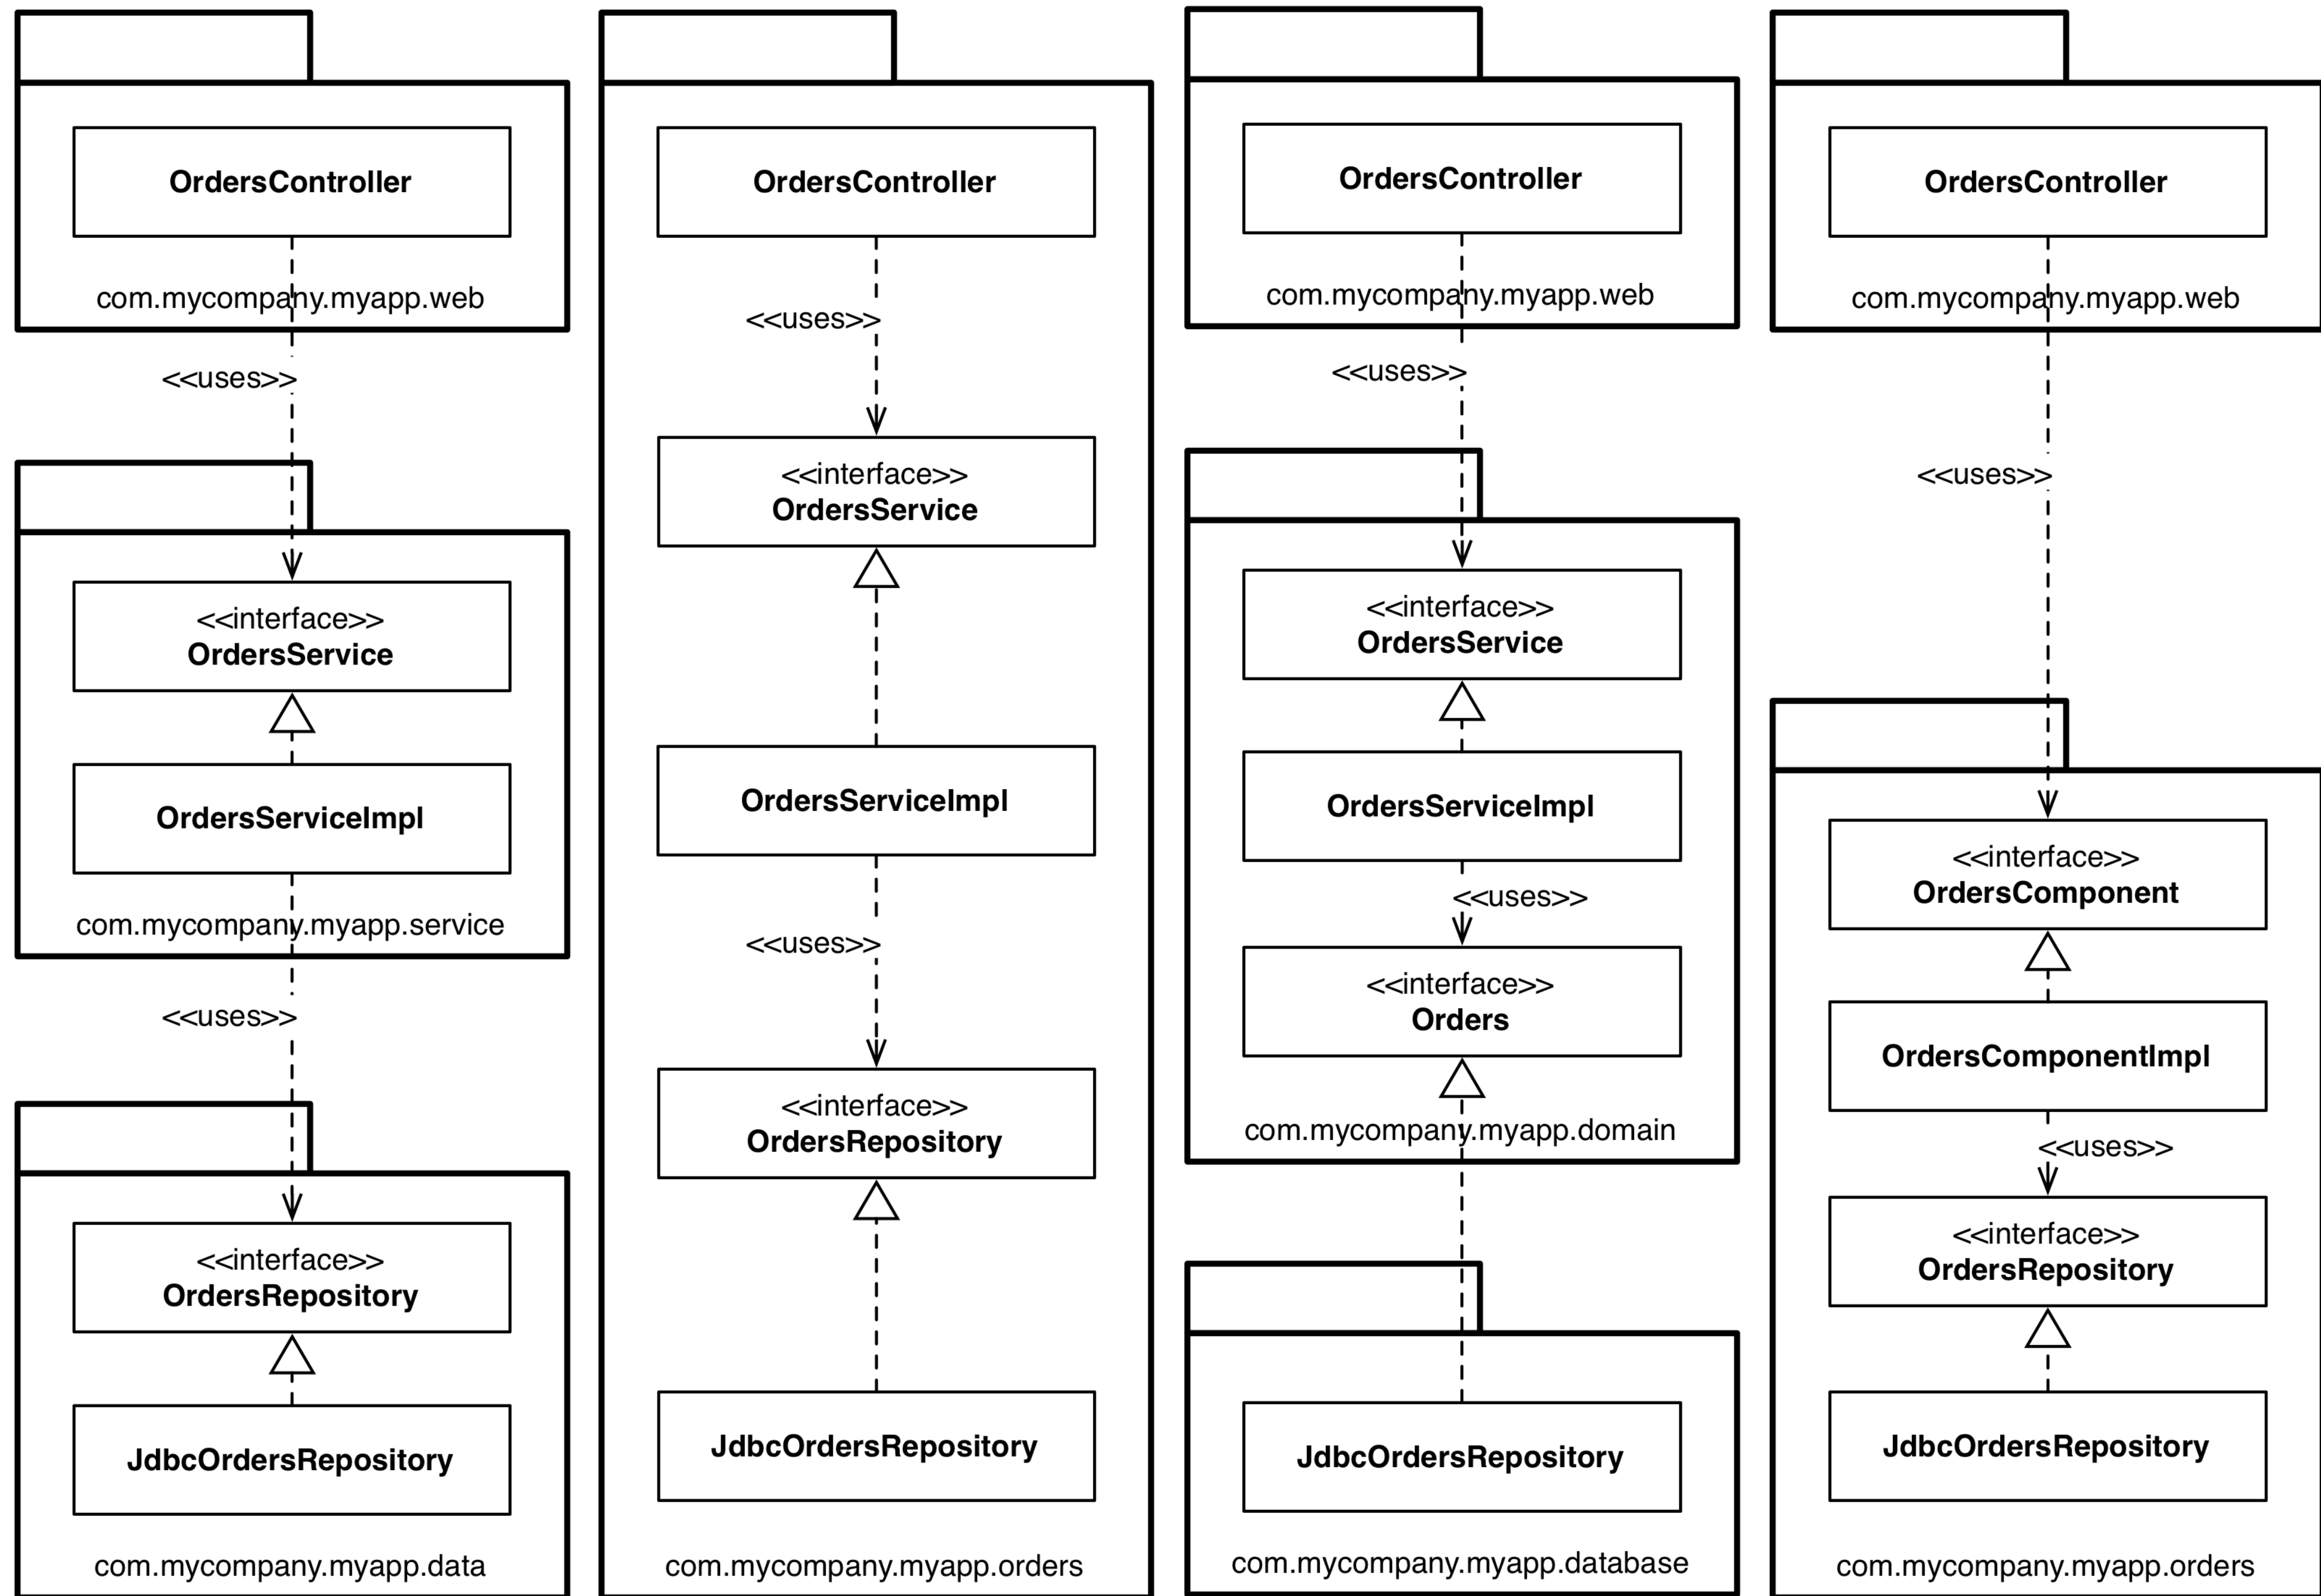 OrdersController
com.mycompany.myapp.web
<<uses>>
<<interface>>
OrdersService
OrdersServiceImpl
com.mycompany.myapp.service
<<uses>>
<<interface>>
OrdersRepository
JdbcOrdersRepository
com.mycompany.myapp.data
OrdersController
<<uses>>
<<interface>>
OrdersService
OrdersServiceImpl
<<uses>>
<<interface>>
OrdersRepository
JdbcOrdersRepository
com.mycompany.myapp.orders
OrdersController
com.mycompany.myapp.web
<<uses>>
<<interface>>
OrdersService
OrdersServiceImpl
<<uses>>
<<interface>>
Orders
com.mycompany.myapp.domain
JdbcOrdersRepository
com.mycompany.myapp.database
OrdersController
com.mycompany.myapp.web
<<uses>>
<<interface>>
OrdersComponent
OrdersComponentImpl
<<uses>>
<<interface>>
OrdersRepository
JdbcOrdersRepository
com.mycompany.myapp.orders